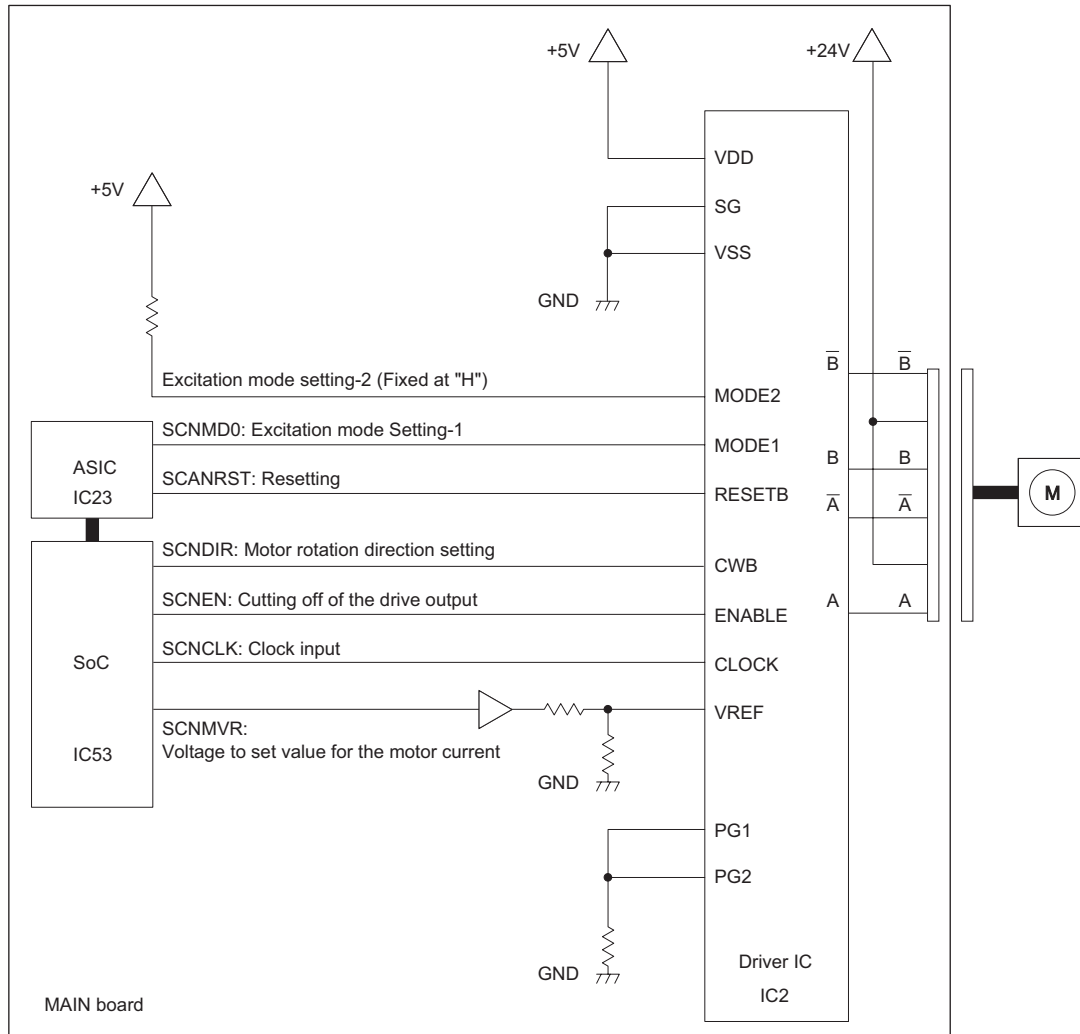 +5V
+24V
VDD
+5V
SG
VSS
GND
B
B
Excitation mode setting-2 (Fixed at "H")
MODE2
SCNMD0: Excitation mode Setting-1
MODE1
B
B
ASIC
IC23
SCANRST: Resetting
RESETB
A
A
M
SCNDIR: Motor rotation direction setting
CWB
SCNEN: Cutting off of the drive output
ENABLE
A
A
SoC
SCNCLK: Clock input
CLOCK
VREF
SCNMVR:
Voltage to set value for the motor current
IC53
GND
PG1
PG2
GND
Driver IC
IC2
MAIN board